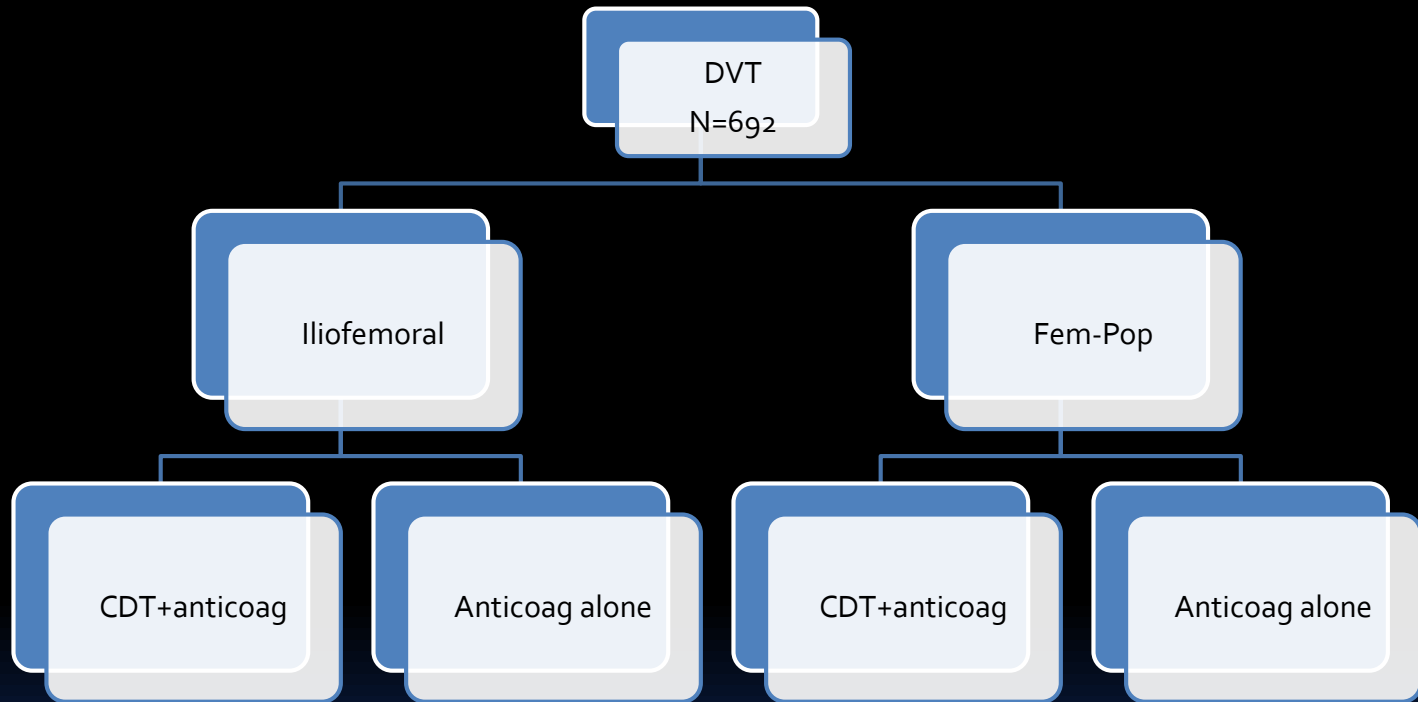 DVT
N=692
Iliofemoral
Fem-Pop
CDT+anticoag
Anticoag alone
CDT+anticoag
Anticoag alone